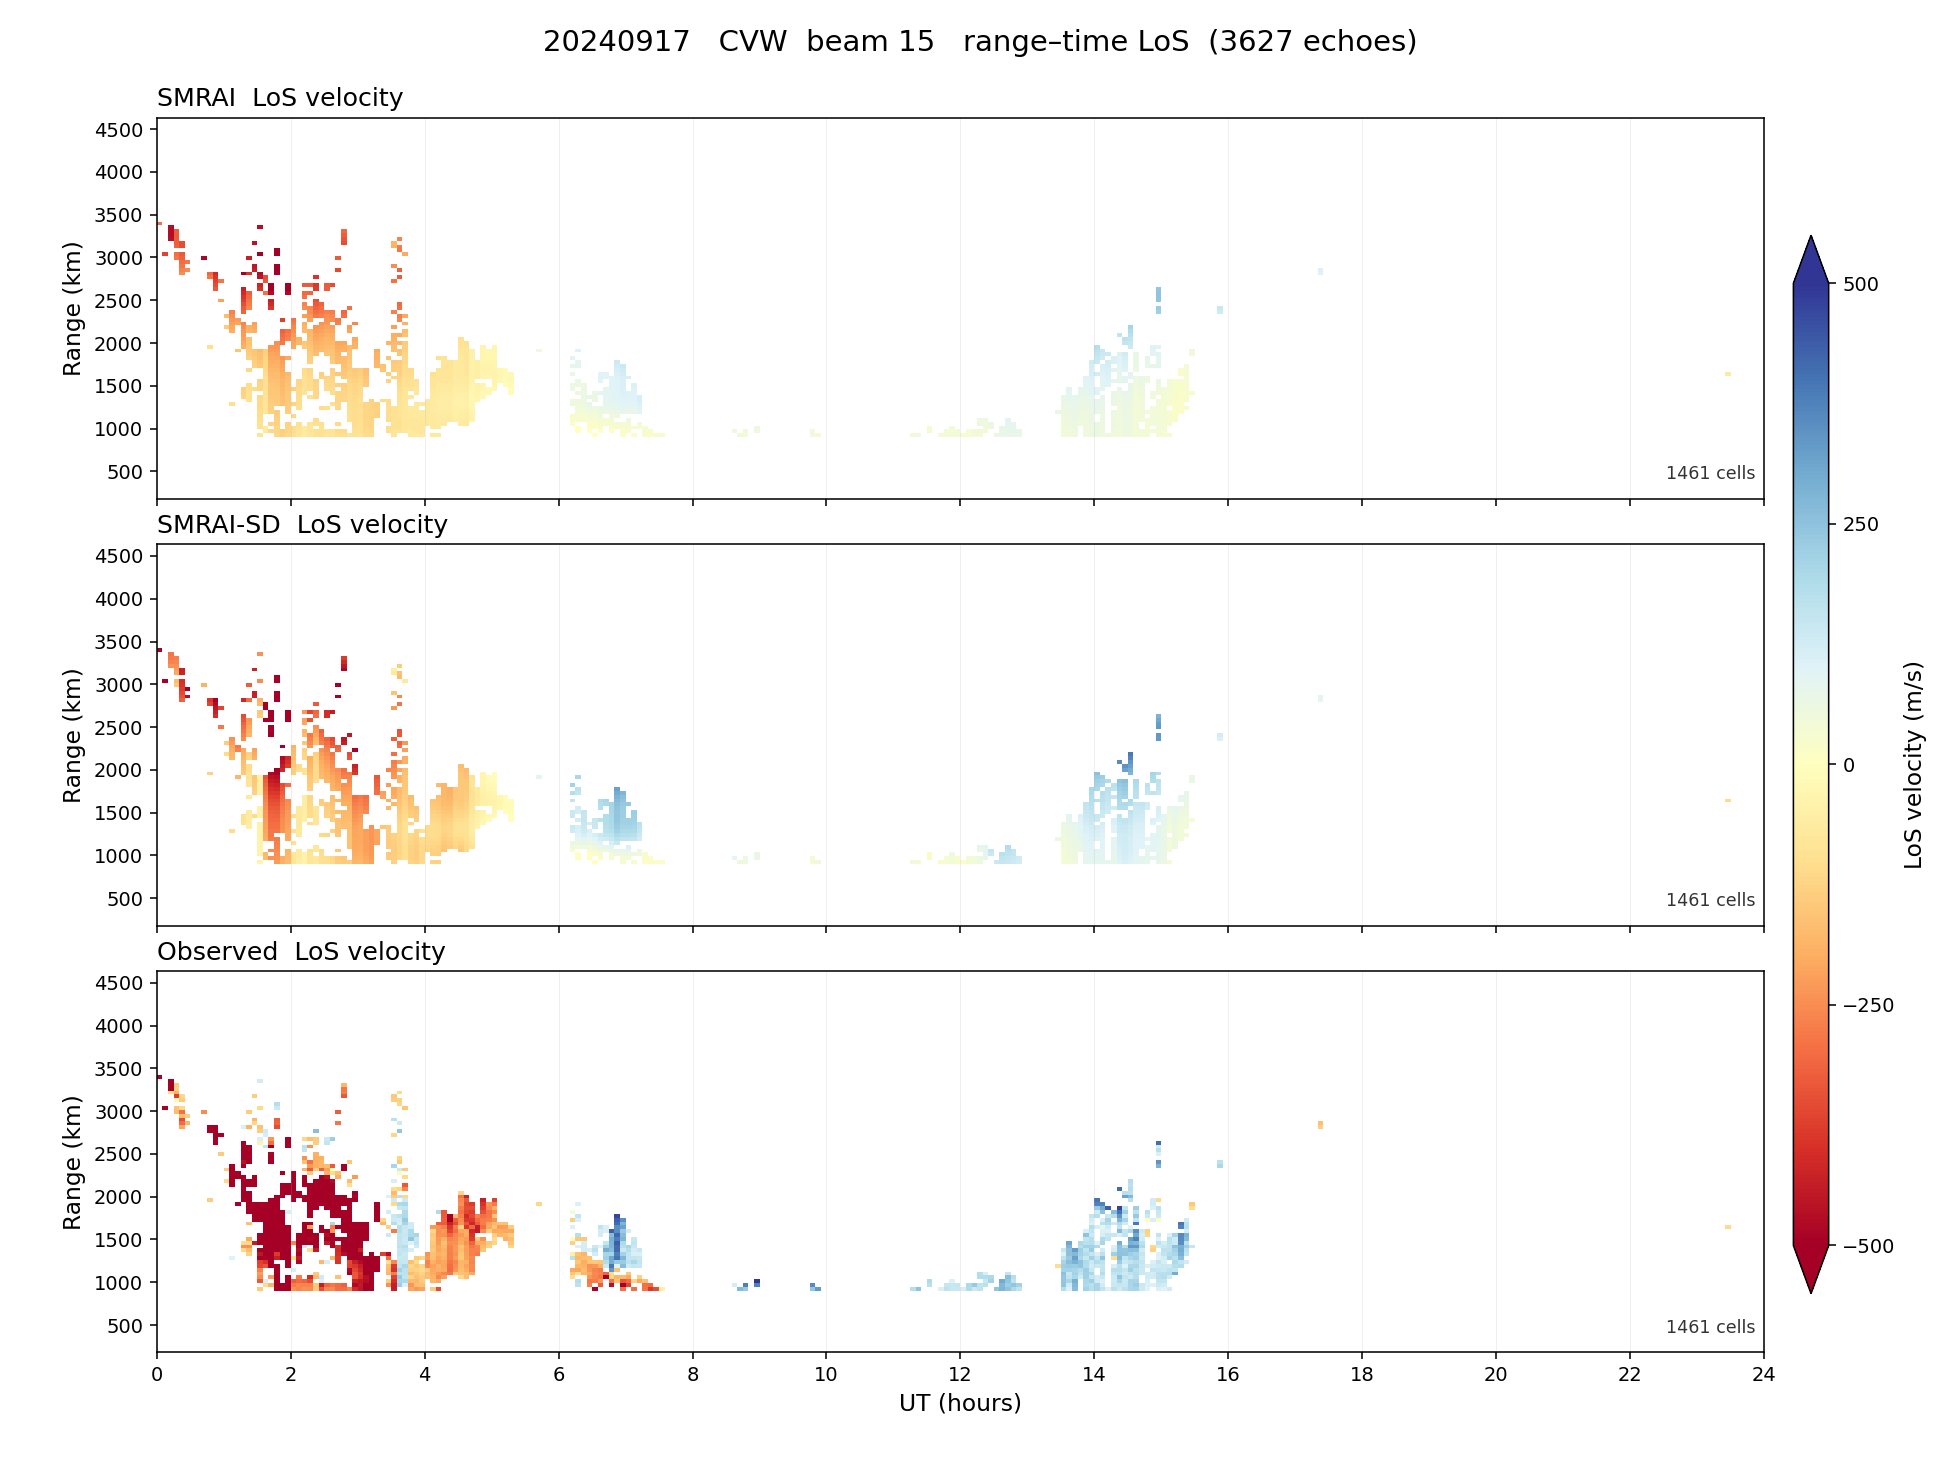 20240917   CVW  beam 15   range–time LoS  (3627 echoes)
SMRAI  LoS velocity
4500
4000
3500
3000
2500
2000
1500
1000
500
Range (km)
1461 cells
SMRAI-SD  LoS velocity
4500
4000
3500
3000
2500
2000
1500
1000
500
Range (km)
1461 cells
Observed  LoS velocity
4500
4000
3500
3000
2500
2000
1500
1000
500
Range (km)
1461 cells
0 2 4 6 8 10 12 14 16 18 20 22 24
UT (hours)
500
250
0
−250
−500
LoS velocity (m/s)